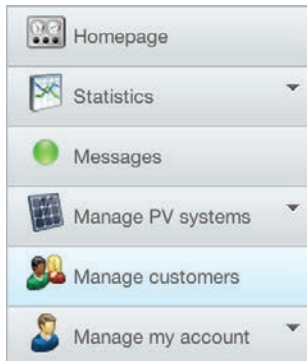 Homepage
Statistics
Messages
Manage PV systems
Manage customers
Manage my account